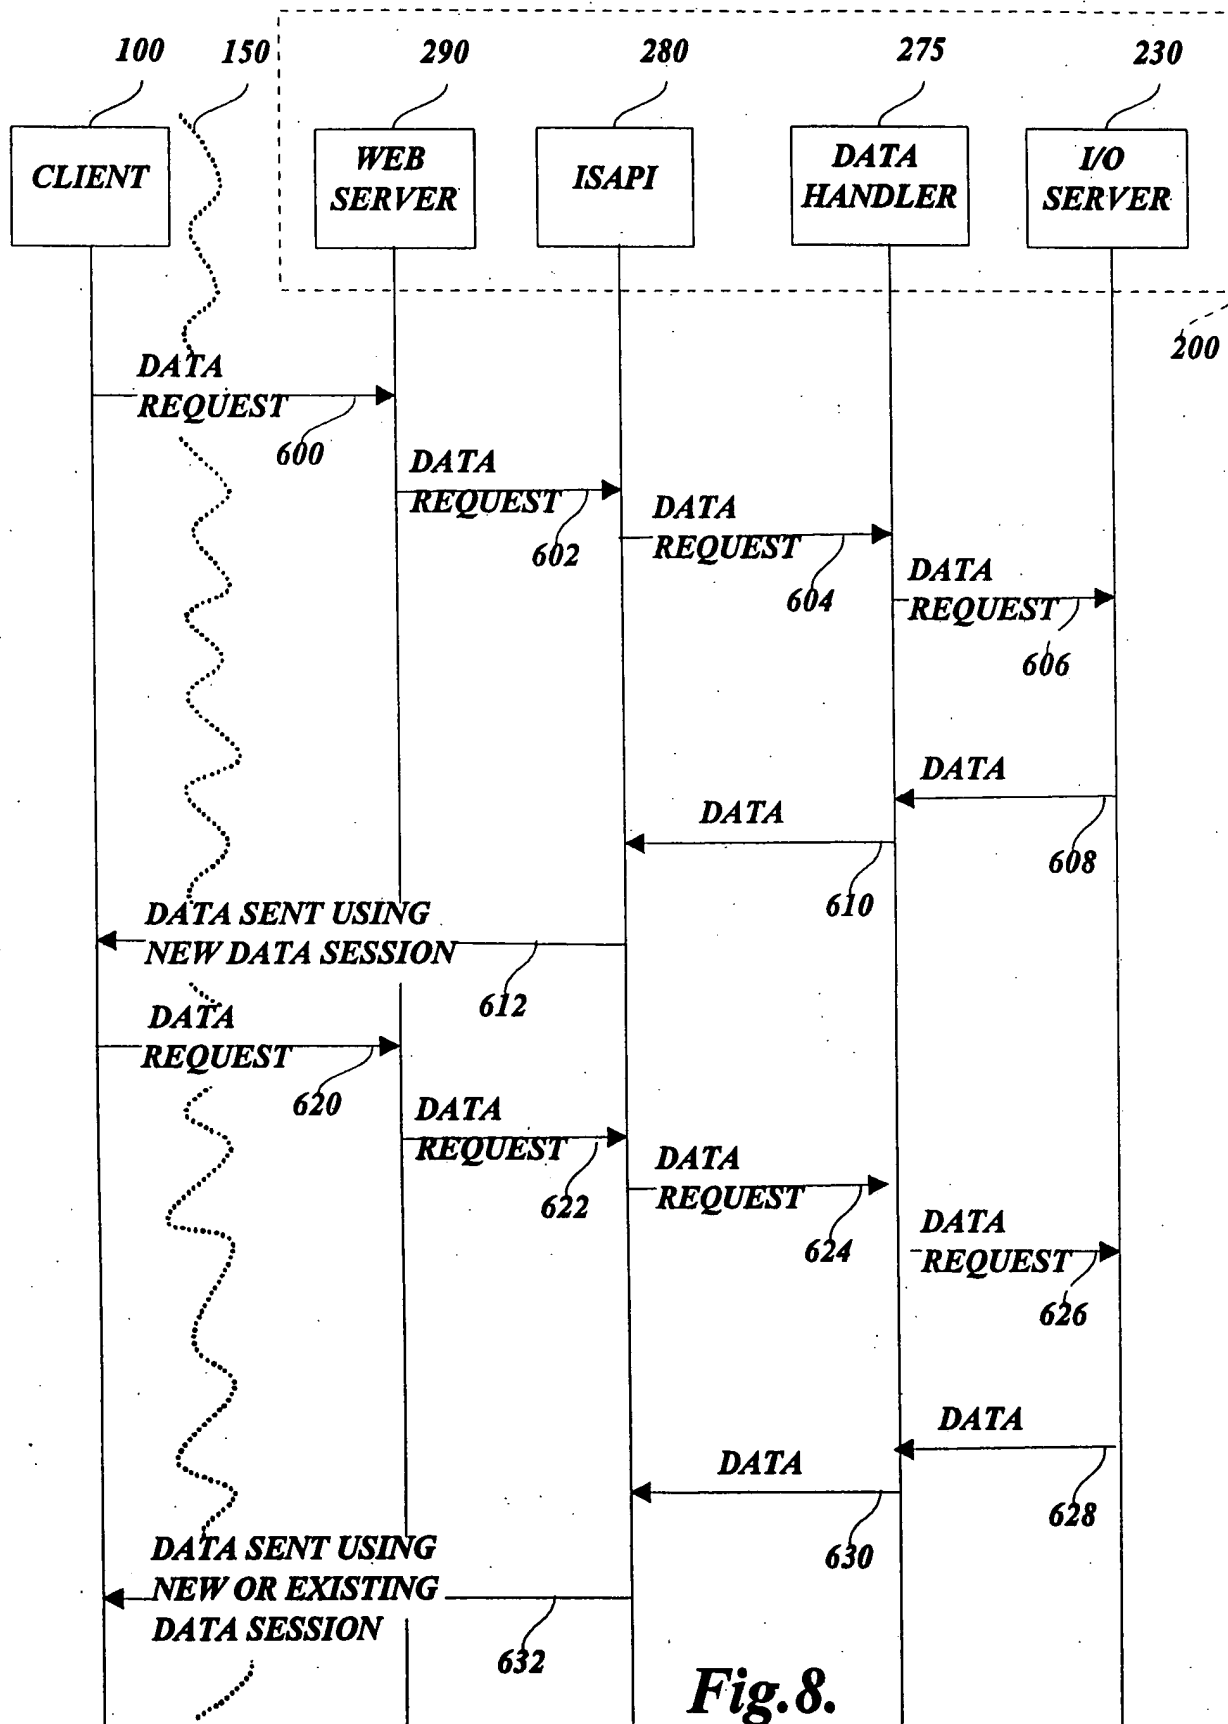 100
150
290
280
275
230
CLIENT
WEB
SERVER
ISAPI
DATA
HANDLER
I/O
SERVER
200
DATA
REQUEST
600
DATA
REQUEST
602
DATA
REQUEST
604
DATA
REQUEST
606
DATA
608
DATA
610
DATA SENT USING
NEW DATA SESSION
612
DATA
REQUEST
620
DATA
REQUEST
622
DATA
REQUEST
624
DATA
REQUEST
626
DATA
628
DATA
630
DATA SENT USING
NEW OR EXISTING
DATA SESSION
632
Fig.8.